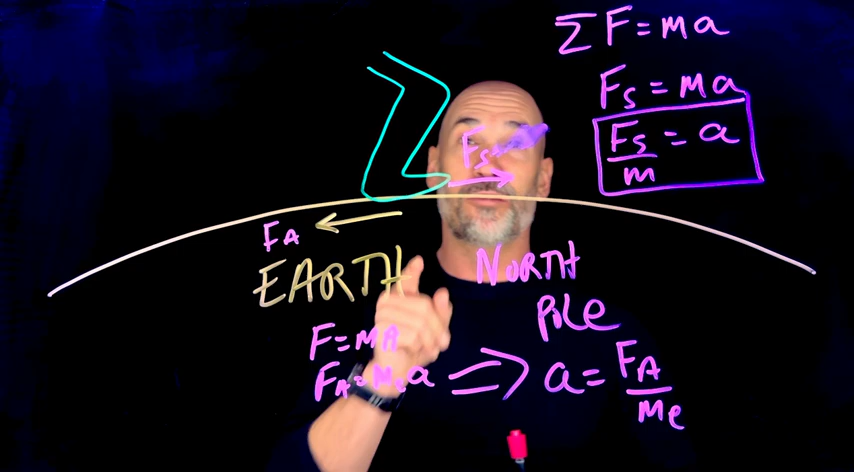 ΣF=ma
Fs=ma
Fs/m=a
Fs
FA
EARTH
NORTH
POLE
F=MA
FA=Mea => a=FA/Me